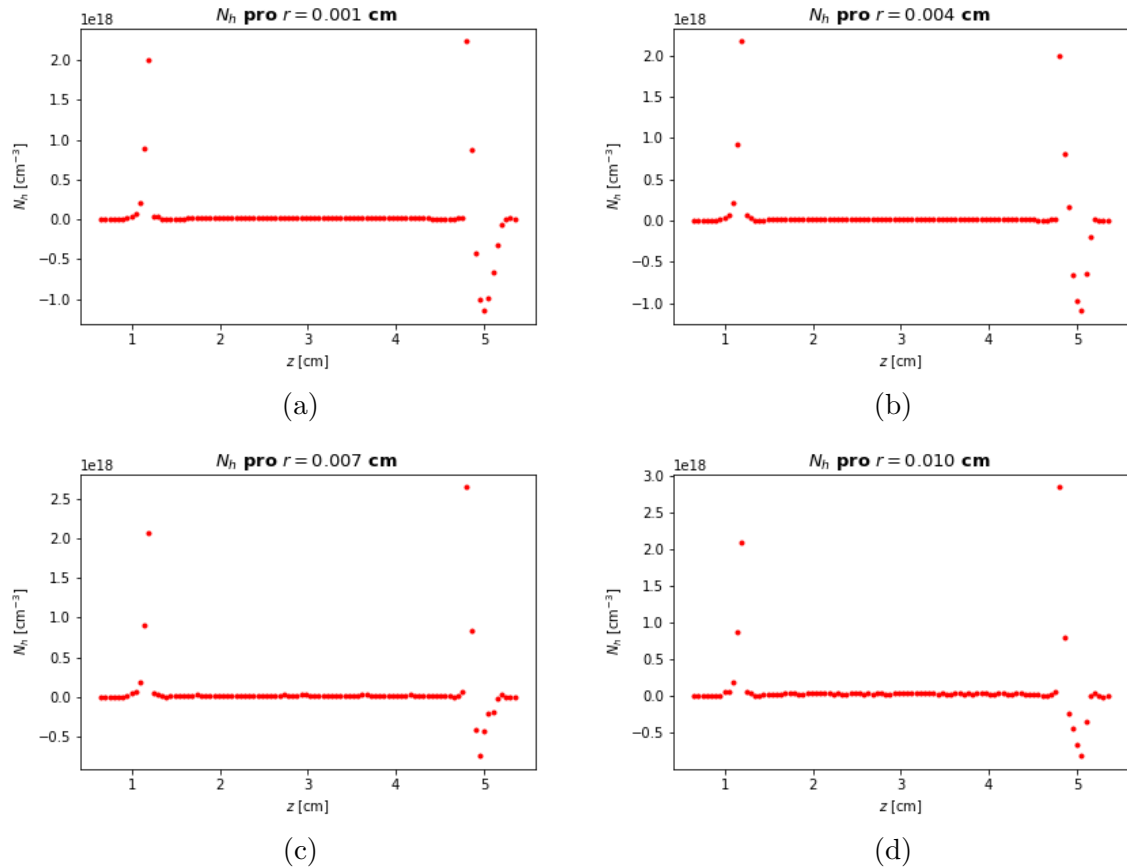 1e18
N_h pro r = 0.001 cm
2.0
1.5
1.0
0.5
0.0
−0.5
−1.0
N_h [cm⁻³]
1 2 3 4 5
z [cm]
(a)
1e18
N_h pro r = 0.004 cm
2.0
1.5
1.0
0.5
0.0
−0.5
−1.0
N_h [cm⁻³]
1 2 3 4 5
z [cm]
(b)
1e18
N_h pro r = 0.007 cm
2.5
2.0
1.5
1.0
0.5
0.0
−0.5
N_h [cm⁻³]
1 2 3 4 5
z [cm]
(c)
1e18
N_h pro r = 0.010 cm
3.0
2.5
2.0
1.5
1.0
0.5
0.0
−0.5
N_h [cm⁻³]
1 2 3 4 5
z [cm]
(d)